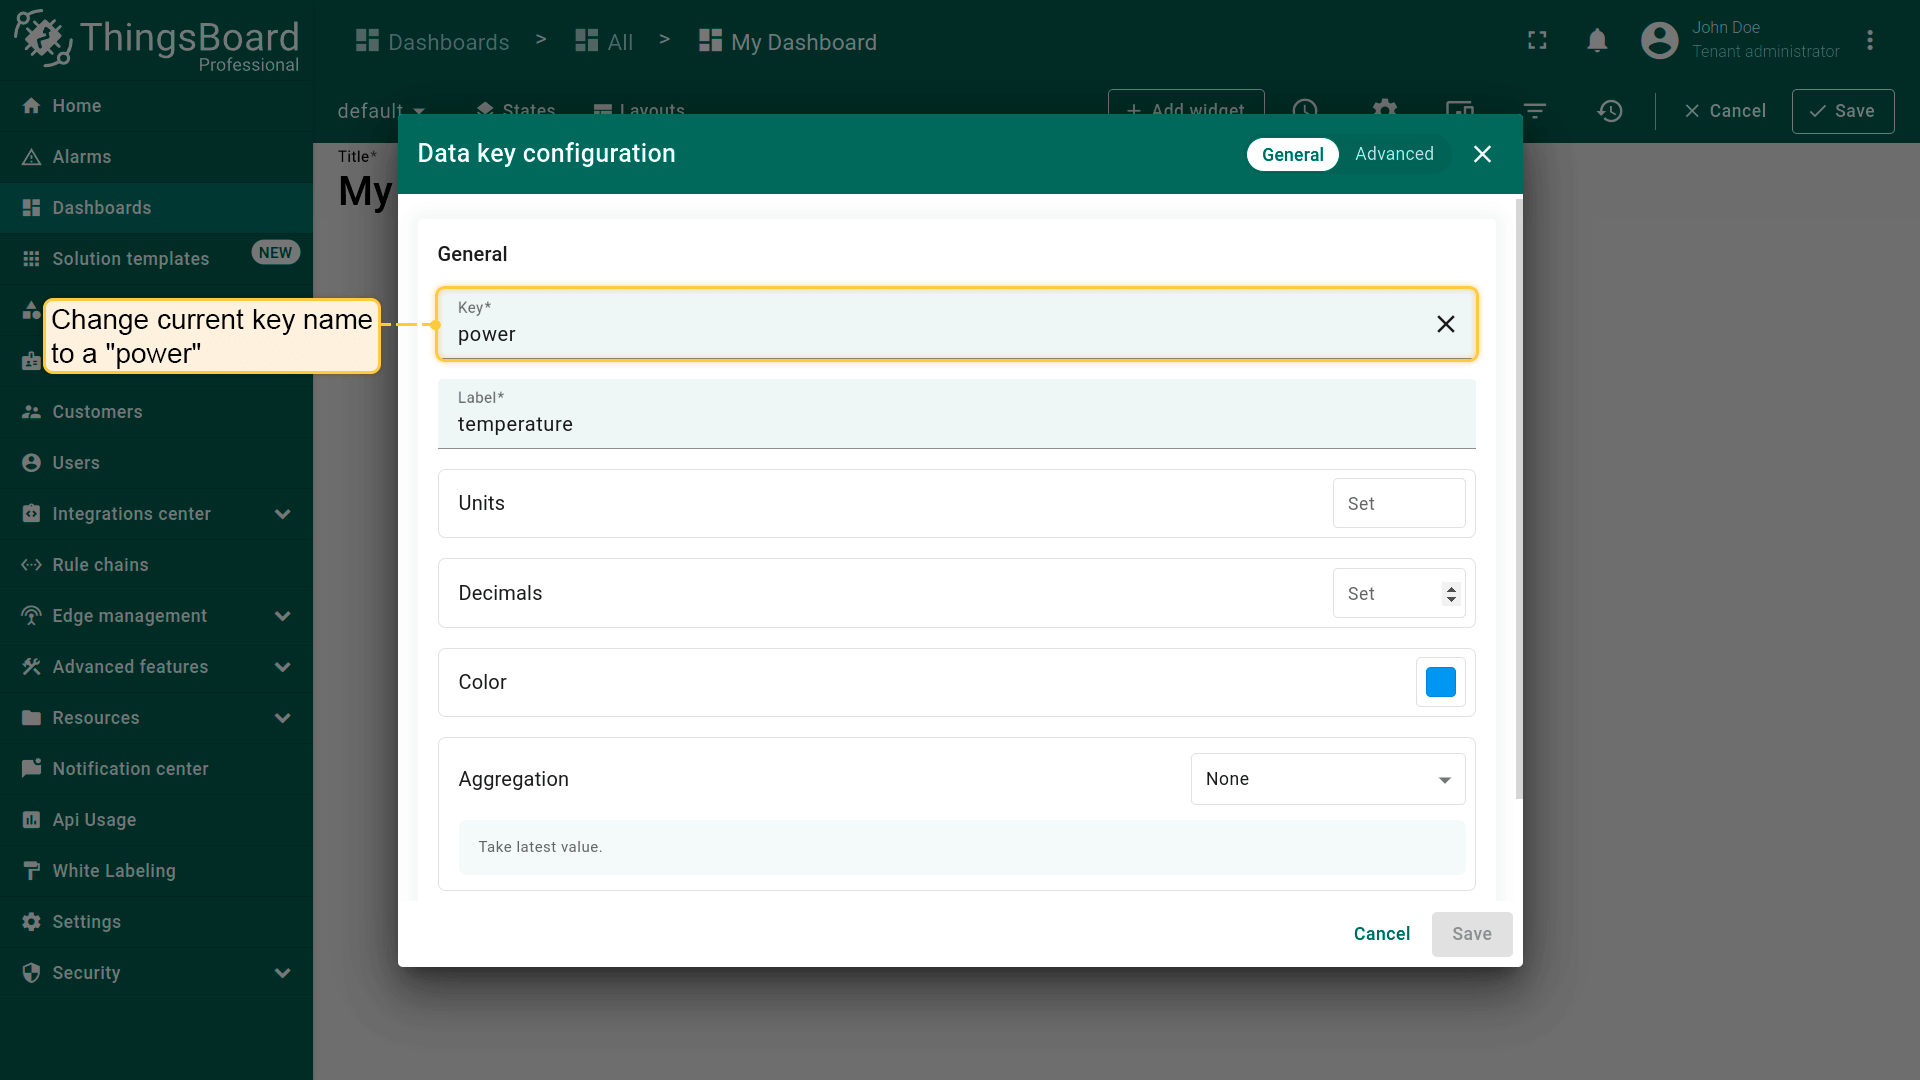 ThingsBoard
Professional
Dashboards > All > My Dashboard
John Doe
Tenant administrator
Home
Alarms
Dashboards
Solution templates NEW
Customers
Users
Integrations center
Rule chains
Edge management
Advanced features
Resources
Notification center
Api Usage
White Labeling
Settings
Security
default States Layouts + Add widget Cancel Save
Title*
My
Change current key name
to a "power"
Data key configuration General Advanced
General
Key*
power
Label*
temperature
Units Set
Decimals Set
Color
Aggregation None
Take latest value.
Cancel Save